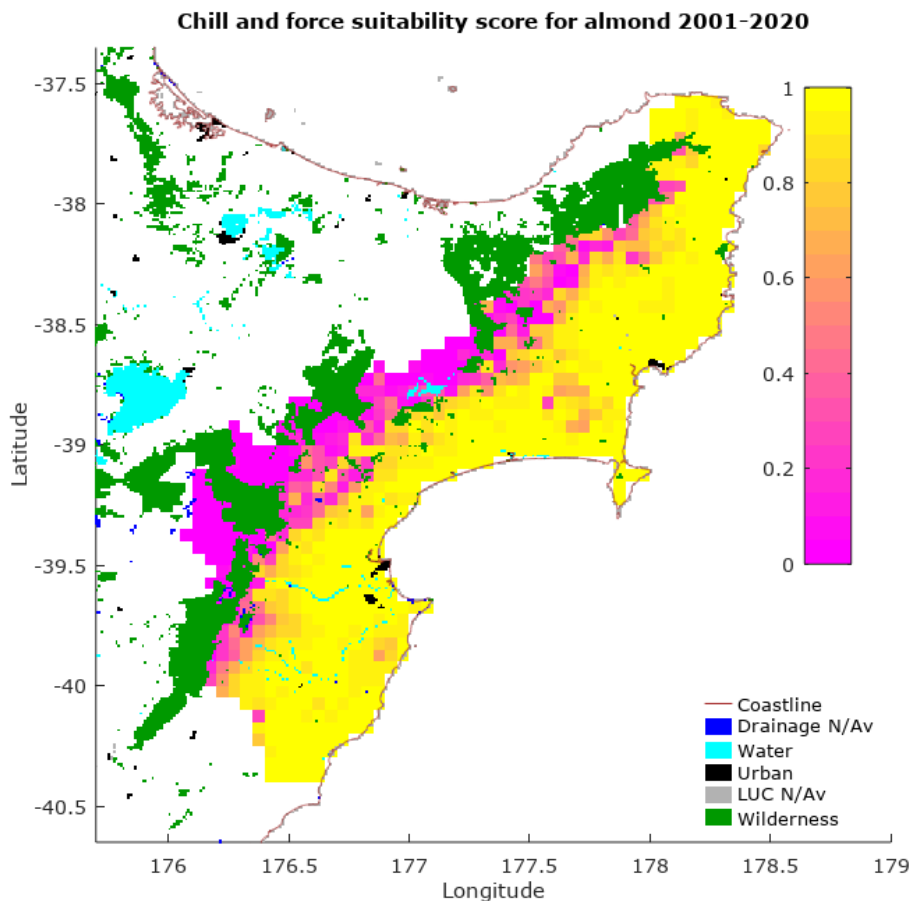 Chill and force suitability score for almond 2001-2020
-37.5
-38
-38.5
-39
-39.5
-40
-40.5
Latitude
1
0.8
0.6
0.4
0.2
0
Coastline
Drainage N/Av
Water
Urban
LUC N/Av
Wilderness
176
176.5
177
177.5
178
178.5
179
Longitude